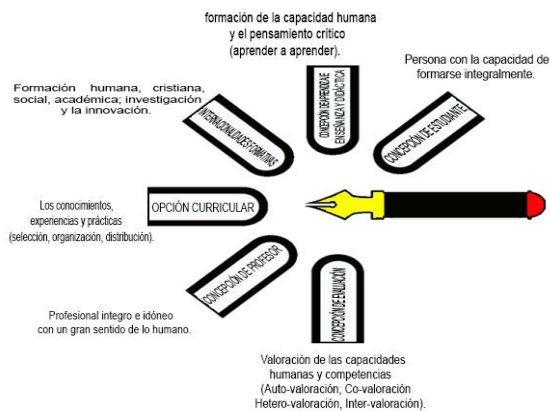 formación de la capacidad humana
y el pensamiento crítico
(aprender a aprender).
CONCEPCIÓN DE APRENDIZAJE
ENSEÑANZA Y DIDÁCTICA
Persona con la capacidad de
formarse integralmente.
CONCEPCIÓN DE ESTUDIANTE
Formación humana, cristiana,
social, académica; investigación
y la innovación.
INTERNACIONALIDADES FORMATIVAS
Los conocimientos,
experiencias y prácticas
(selección, organización, distribución).
OPCIÓN CURRICULAR
CONCEPCIÓN DE PROFESOR
Profesional integro e idóneo
con un gran sentido de lo humano.
CONCEPCIÓN DE EVALUACIÓN
Valoración de las capacidades
humanas y competencias
(Auto-valoración, Co-valoración
Hetero-valoración, Inter-valoración).